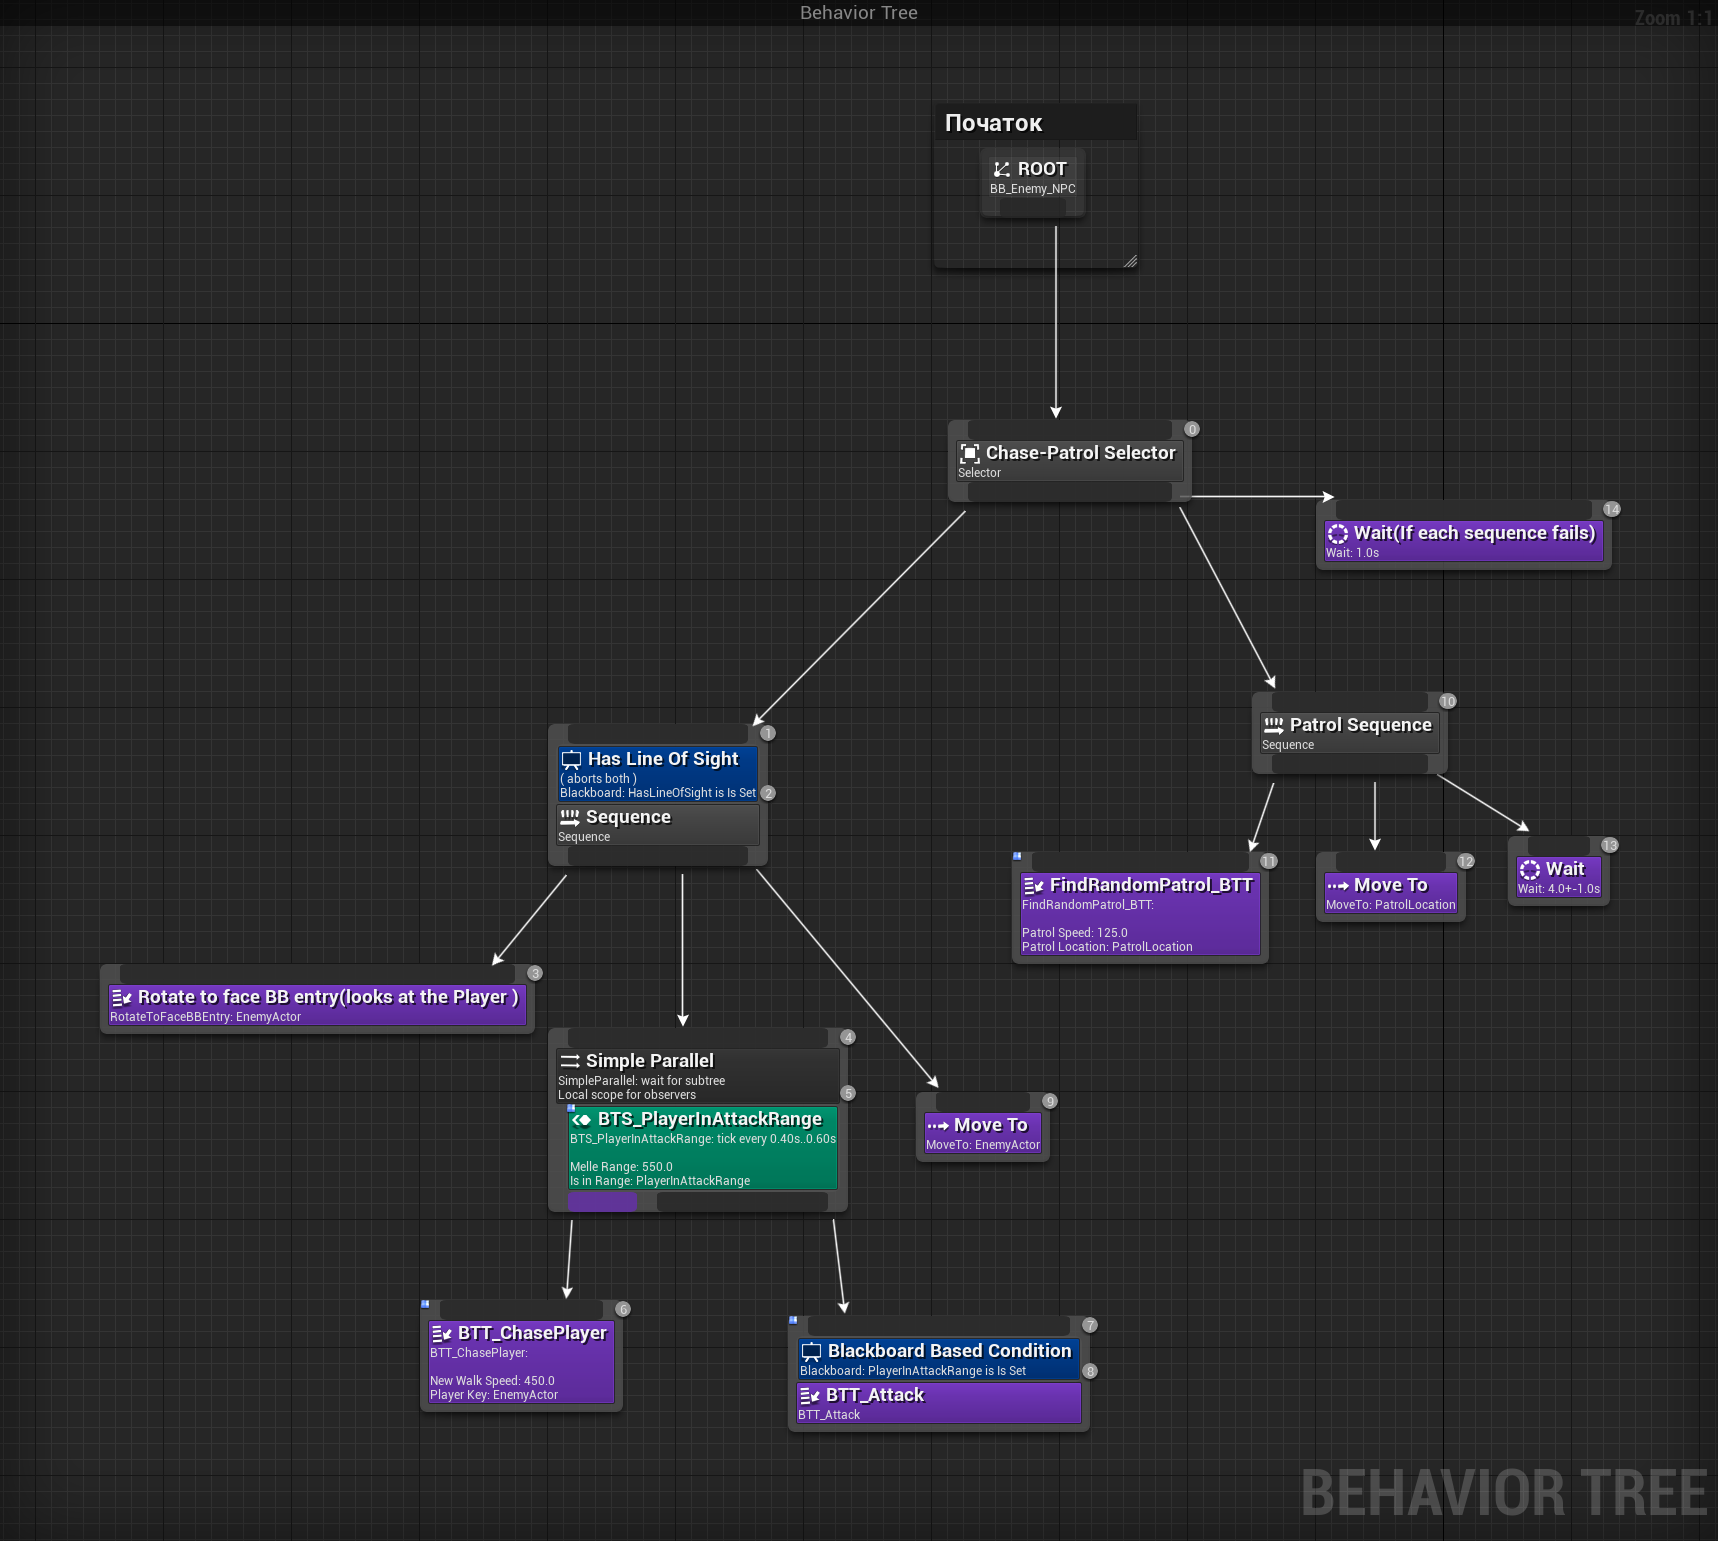 Behavior Tree
Zoom 1:1
Початок
ROOT
BB_Enemy_NPC
0
Chase-Patrol Selector
Selector
14
Wait(If each sequence fails)
Wait: 1.0s
1
Has Line Of Sight
( aborts both )
Blackboard: HasLineOfSight is Is Set
2
Sequence
Sequence
10
Patrol Sequence
Sequence
11
FindRandomPatrol_BTT
FindRandomPatrol_BTT:
Patrol Speed: 125.0
Patrol Location: PatrolLocation
12
Move To
MoveTo: PatrolLocation
13
Wait
Wait: 4.0+-1.0s
3
Rotate to face BB entry(looks at the Player )
RotateToFaceBBEntry: EnemyActor
4
Simple Parallel
SimpleParallel: wait for subtree
Local scope for observers
5
BTS_PlayerInAttackRange
BTS_PlayerInAttackRange: tick every 0.40s..0.60s
Melle Range: 550.0
Is in Range: PlayerInAttackRange
9
Move To
MoveTo: EnemyActor
6
BTT_ChasePlayer
BTT_ChasePlayer:
New Walk Speed: 450.0
Player Key: EnemyActor
7
Blackboard Based Condition
Blackboard: PlayerInAttackRange is Is Set
8
BTT_Attack
BTT_Attack
BEHAVIOR TREE